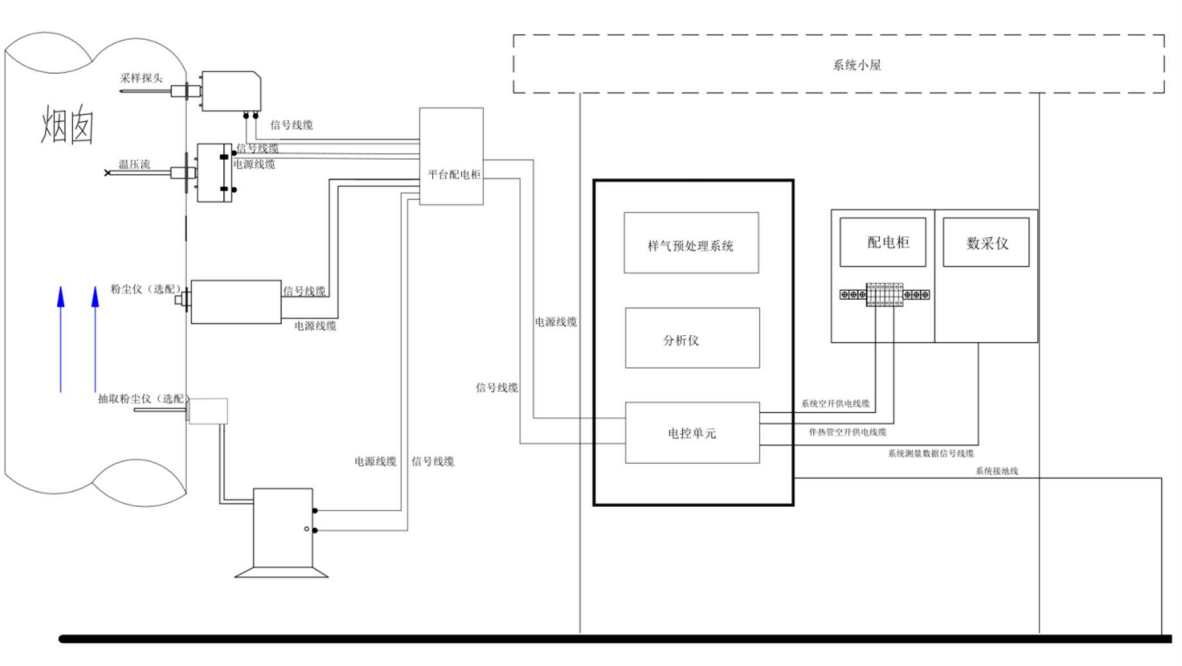 系统小屋
采样探头
烟囱
信号线缆
信号线缆
电源线缆
温压流
平台配电柜
样气预处理系统
配电柜
数采仪
粉尘仪（选配）
信号线缆
电源线缆
电源线缆
分析仪
信号线缆
抽取粉尘仪（选配）
系统空开供电线缆
电控单元
伴热管空开供电线缆
系统测量数据信号线缆
电源线缆
信号线缆
系统接地线